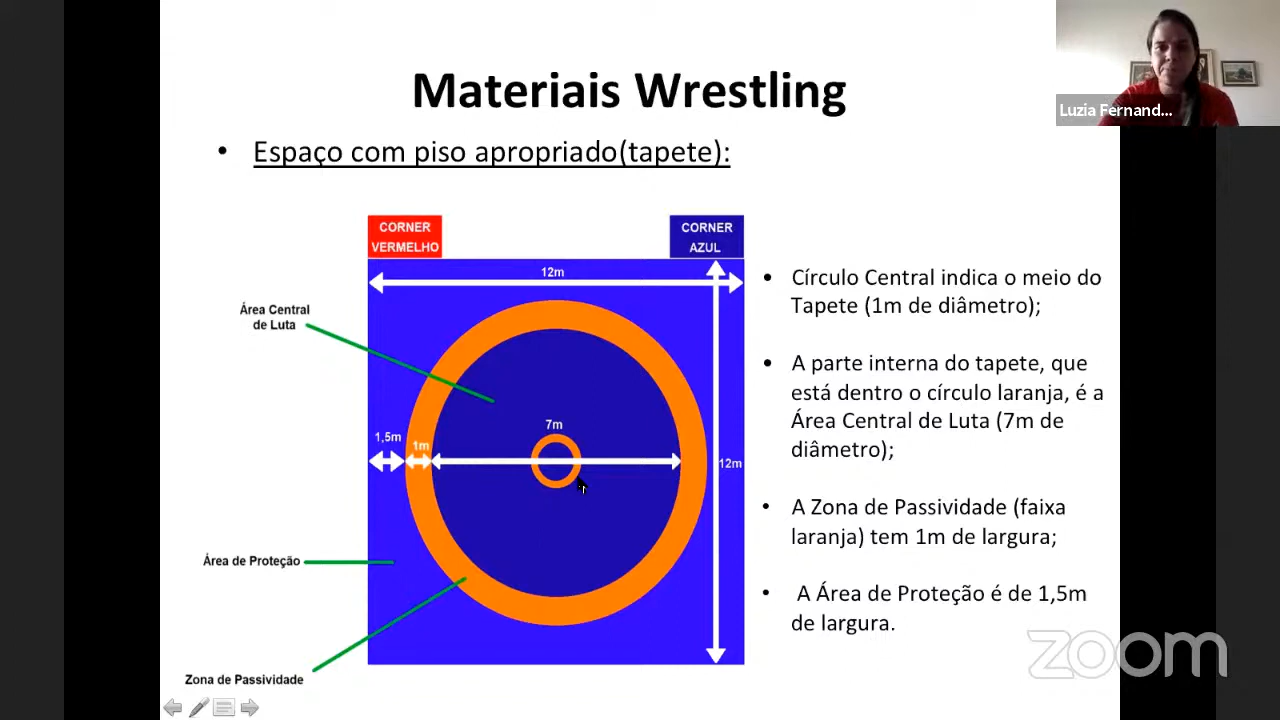 Materiais Wrestling
• Espaço com piso apropriado(tapete):
CORNER
VERMELHO
CORNER
AZUL
12m
Área Central
de Luta
7m
1,5m
1m
12m
Área de Proteção
Zona de Passividade
• Círculo Central indica o meio do
Tapete (1m de diâmetro);
• A parte interna do tapete, que
está dentro o círculo laranja, é a
Área Central de Luta (7m de
diâmetro);
• A Zona de Passividade (faixa
laranja) tem 1m de largura;
• A Área de Proteção é de 1,5m
de largura.
Luzia Fernand...
zoom